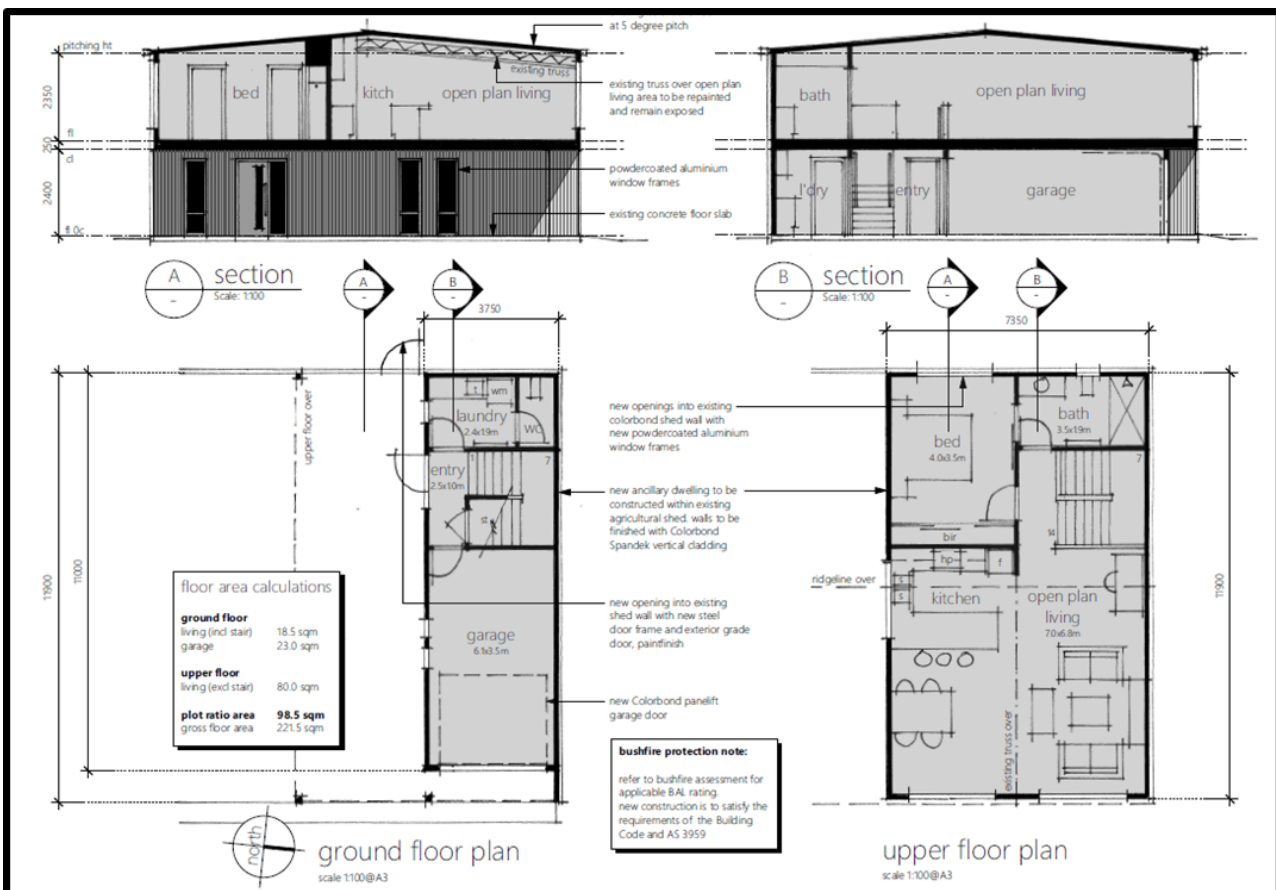 at 5 degree pitch
pitching ht
existing truss
bed
kitch
open plan living
2350
fl
250
cl
2400
fl 0c
existing truss over open plan
living area to be repainted
and remain exposed
powdercoated aluminium
window frames
existing concrete floor slab
bath
open plan living
l'dry
entry
garage
A
-
section
Scale: 1:100
A
-
B
-
B
-
section
Scale: 1:100
A
-
B
-
3750
7350
upper floor over
t
wm
laundry
2.4x1.9m
WC
entry
2.5x1.0m
1
7
st
garage
6.1x3.5m
11900
11000
floor area calculations
ground floor
living (incl stair) 18.5 sqm
garage 23.0 sqm
upper floor
living (excl stair) 80.0 sqm
plot ratio area 98.5 sqm
gross floor area 221.5 sqm
new openings into existing
colorbond shed wall with
new powdercoated aluminium
window frames
new ancillary dwelling to be
constructed within existing
agricultural shed. walls to be
finished with Colorbond
Spandek vertical cladding
new opening into existing
shed wall with new steel
door frame and exterior grade
door, paintfinish
new Colorbond panelift
garage door
bushfire protection note:
refer to bushfire assessment for
applicable BAL rating.
new construction is to satisfy the
requirements of the Building
Code and AS 3959
bed
4.0x3.5m
bath
3.5x1.9m
7
14
bir
hp
f
s
s
ridgeline over
kitchen
open plan
living
7.0x6.8m
existing truss over
11900
north
ground floor plan
scale 1:100@A3
upper floor plan
scale 1:100@A3